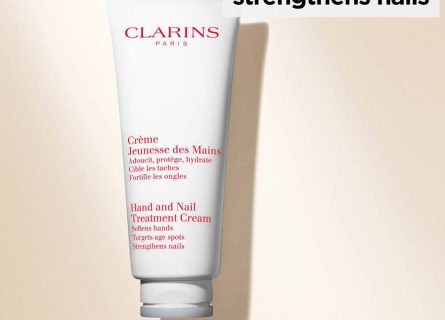 strengthens nails
CLARINS
PARIS
Crème
Jeunesse des Mains
Adoucit, protège, hydrate
Cible les taches
Fortifie les ongles
Hand and Nail
Treatment Cream
Softens hands
Targets age spots
Strengthens nails